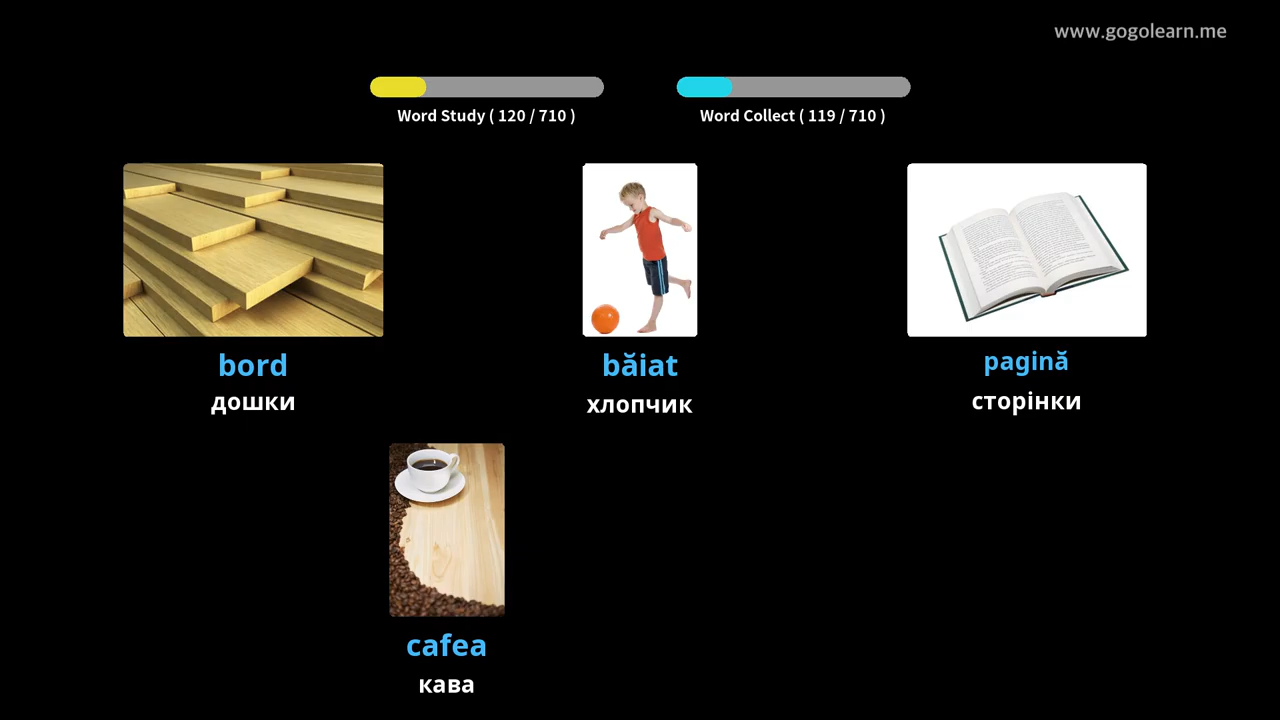 www.gogolearn.me
Word Study ( 120 / 710 )
Word Collect ( 119 / 710 )
bord
дошки
băiat
хлопчик
pagină
сторінки
cafea
кава